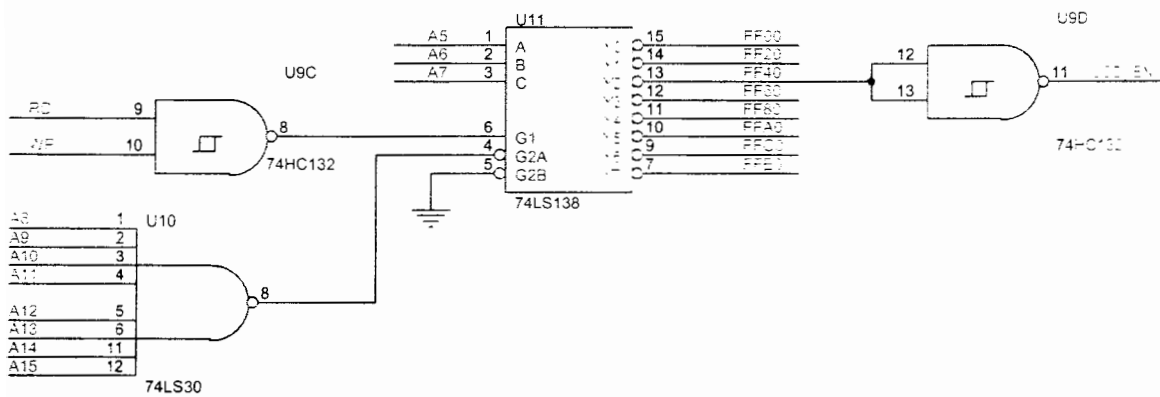 U11
U9D
A5 1 A 15 FF00
A6 2 B 14 FF20
A7 3 C 13 FF40
12
11 FF80
10 FFA0
9 FFC0
7 FFE0
12
13
11
74HC132
U9C
RD 9
WR 10
8
74HC132
6 G1
4 G2A
5 G2B
74LS138
A8 1 U10
A9 2
A10 3
A11 4
8
A12 5
A13 6
A14 11
A15 12
74LS30